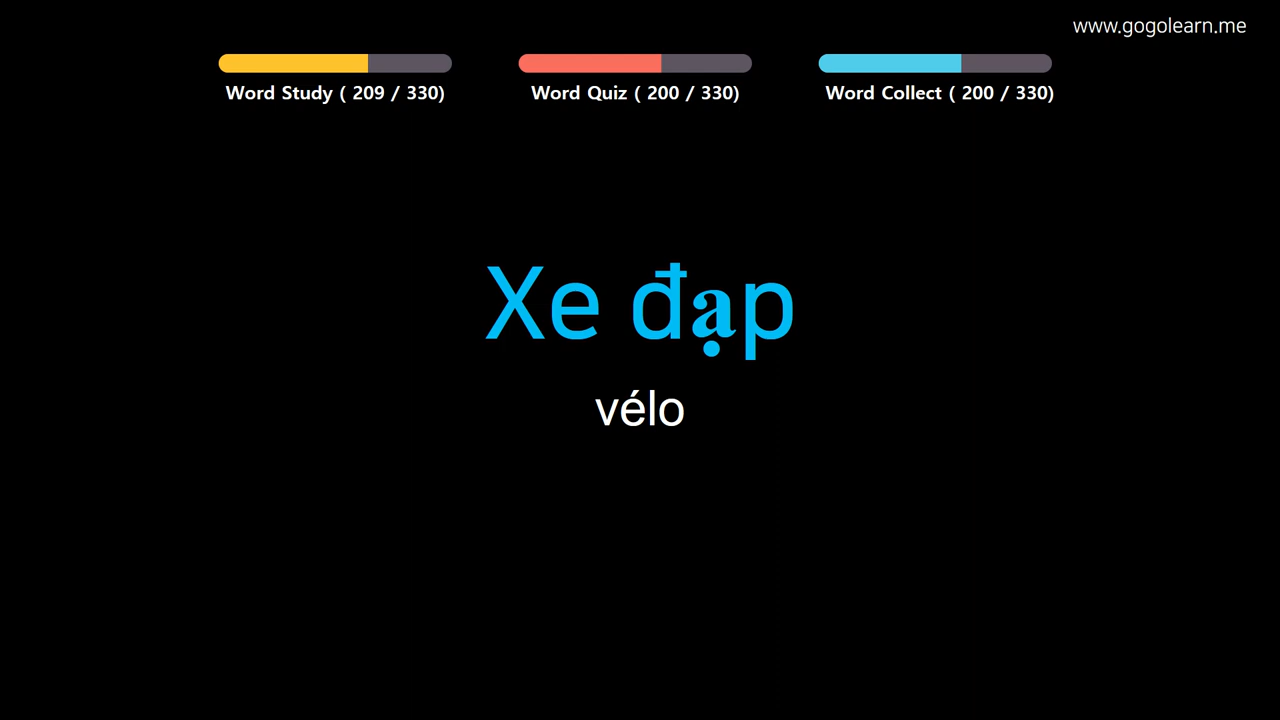 www.gogolearn.me
Word Study ( 209 / 330)
Word Quiz ( 200 / 330)
Word Collect ( 200 / 330)
Xe đạp
vélo